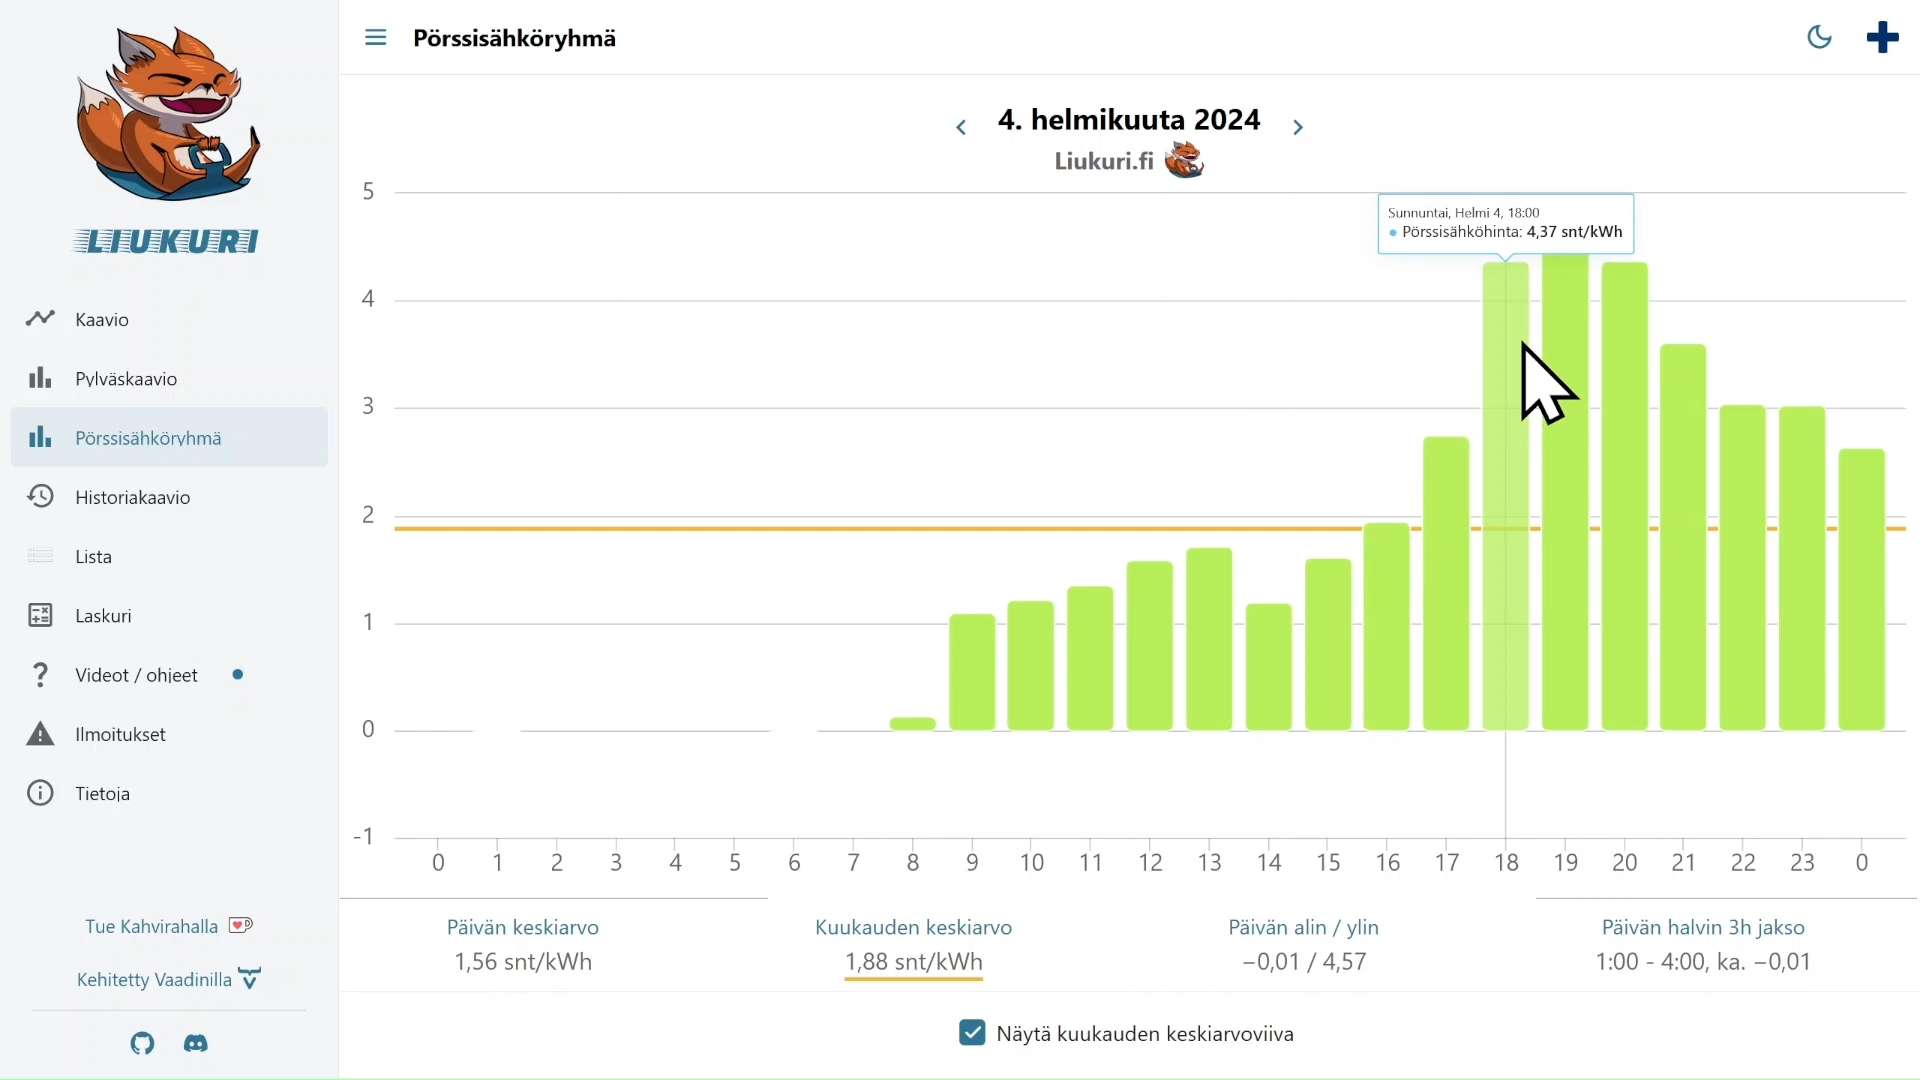 LIUKURI
Kaavio
Pylväskaavio
Pörssisähköryhmä
Historiakaavio
Lista
Laskuri
Videot / ohjeet
Ilmoitukset
Tietoja
Tue Kahvirahalla
Kehitetty Vaadinilla
Pörssisähköryhmä
4. helmikuuta 2024
Liukuri.fi
Sunnuntai, Helmi 4, 18:00
Pörssisähköhinta: 4,37 snt/kWh
5
4
3
2
1
0
-1
0 1 2 3 4 5 6 7 8 9 10 11 12 13 14 15 16 17 18 19 20 21 22 23 0
Päivän keskiarvo
1,56 snt/kWh
Kuukauden keskiarvo
1,88 snt/kWh
Päivän alin / ylin
−0,01 / 4,57
Päivän halvin 3h jakso
1:00 - 4:00, ka. −0,01
Näytä kuukauden keskiarvoviiva